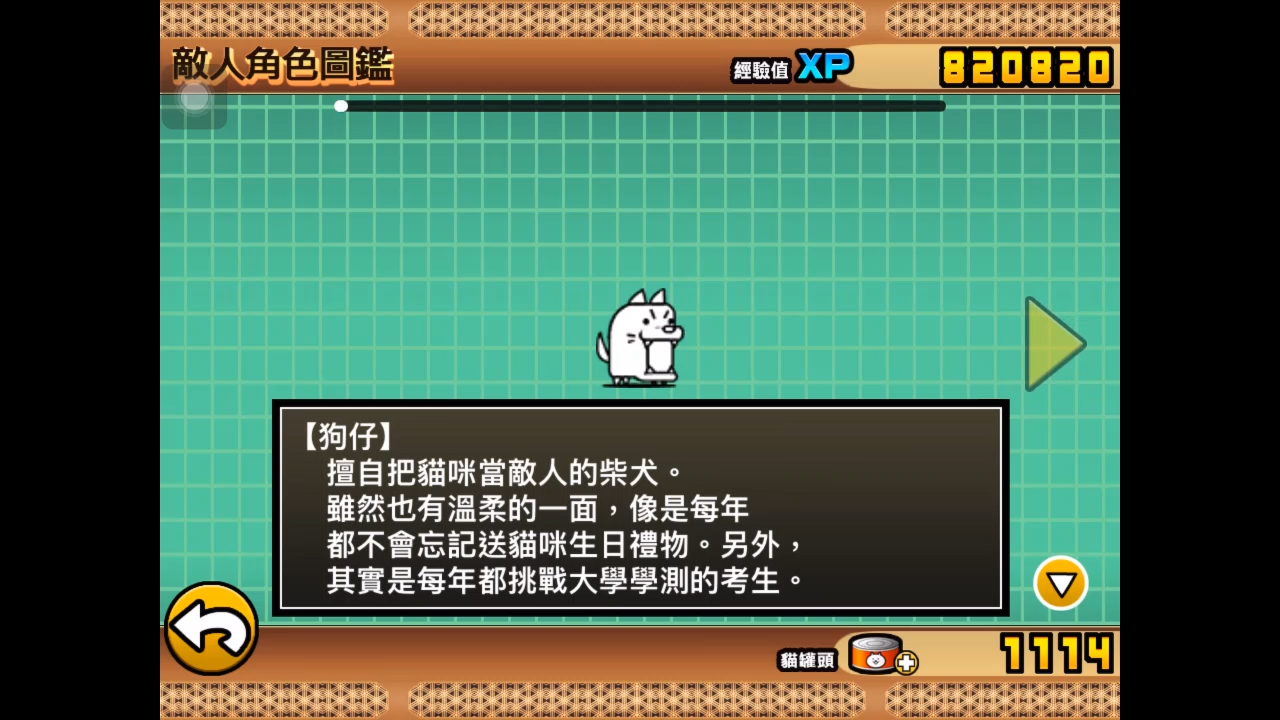 敵人角色圖鑑
經驗值 XP 820820
【狗仔】
擅自把貓咪當敵人的柴犬。
雖然也有溫柔的一面，像是每年
都不會忘記送貓咪生日禮物。另外，
其實是每年都挑戰大學學測的考生。
貓罐頭 1114